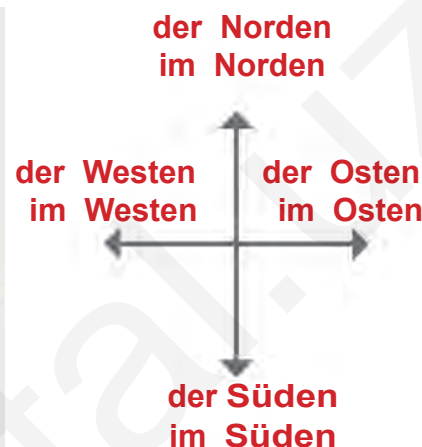 der Norden
im Norden
der Westen
im Westen
der Osten
im Osten
der Süden
im Süden